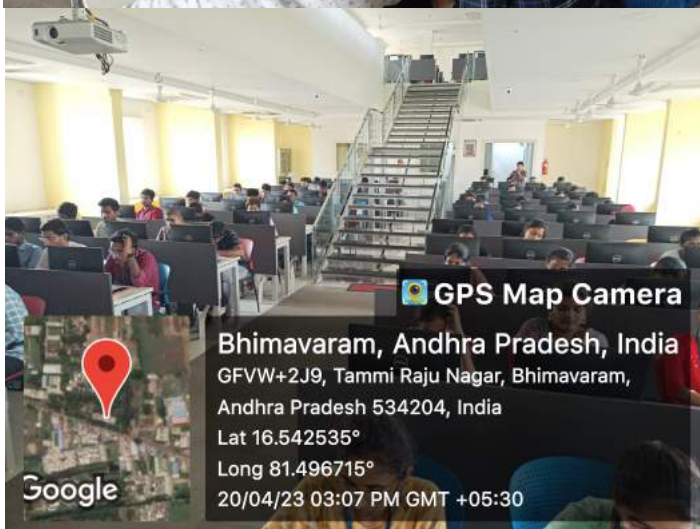 GPS Map Camera
Bhimavaram, Andhra Pradesh, India
GFVW+2J9, Tammi Raju Nagar, Bhimavaram,
Andhra Pradesh 534204, India
Lat 16.542535°
Long 81.496715°
20/04/23 03:07 PM GMT +05:30
Google